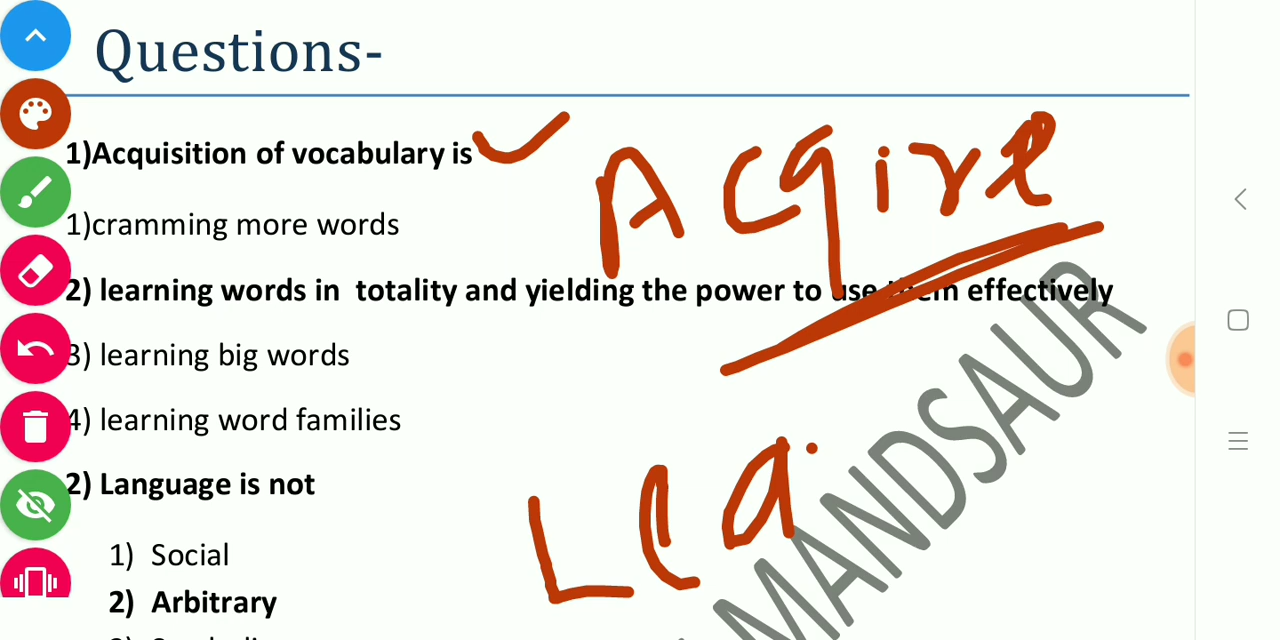 Questions-
1)Acquisition of vocabulary is
Acqire
1)cramming more words
2) learning words in totality and yielding the power to use them effectively
3) learning big words
4) learning word families
2) Language is not
Lea
1) Social
2) Arbitrary
MANDSAUR